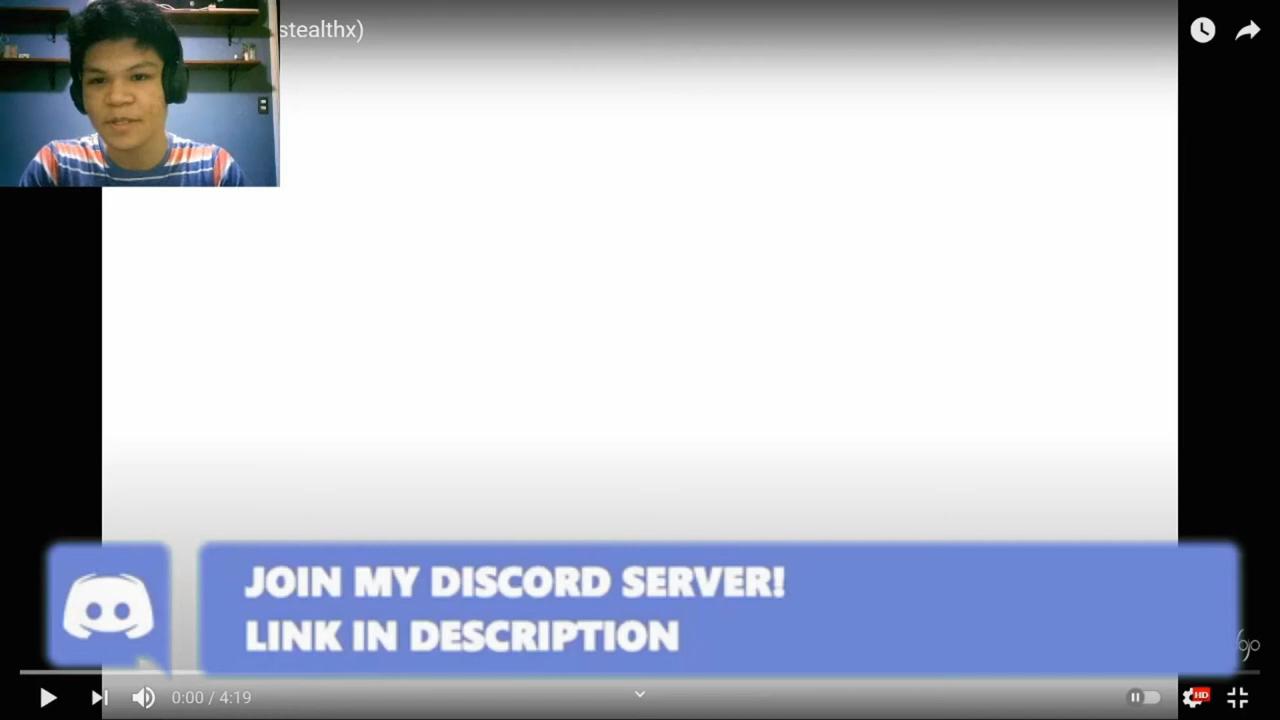 stealthx)
JOIN MY DISCORD SERVER!
LINK IN DESCRIPTION
0:00 / 4:19
HD